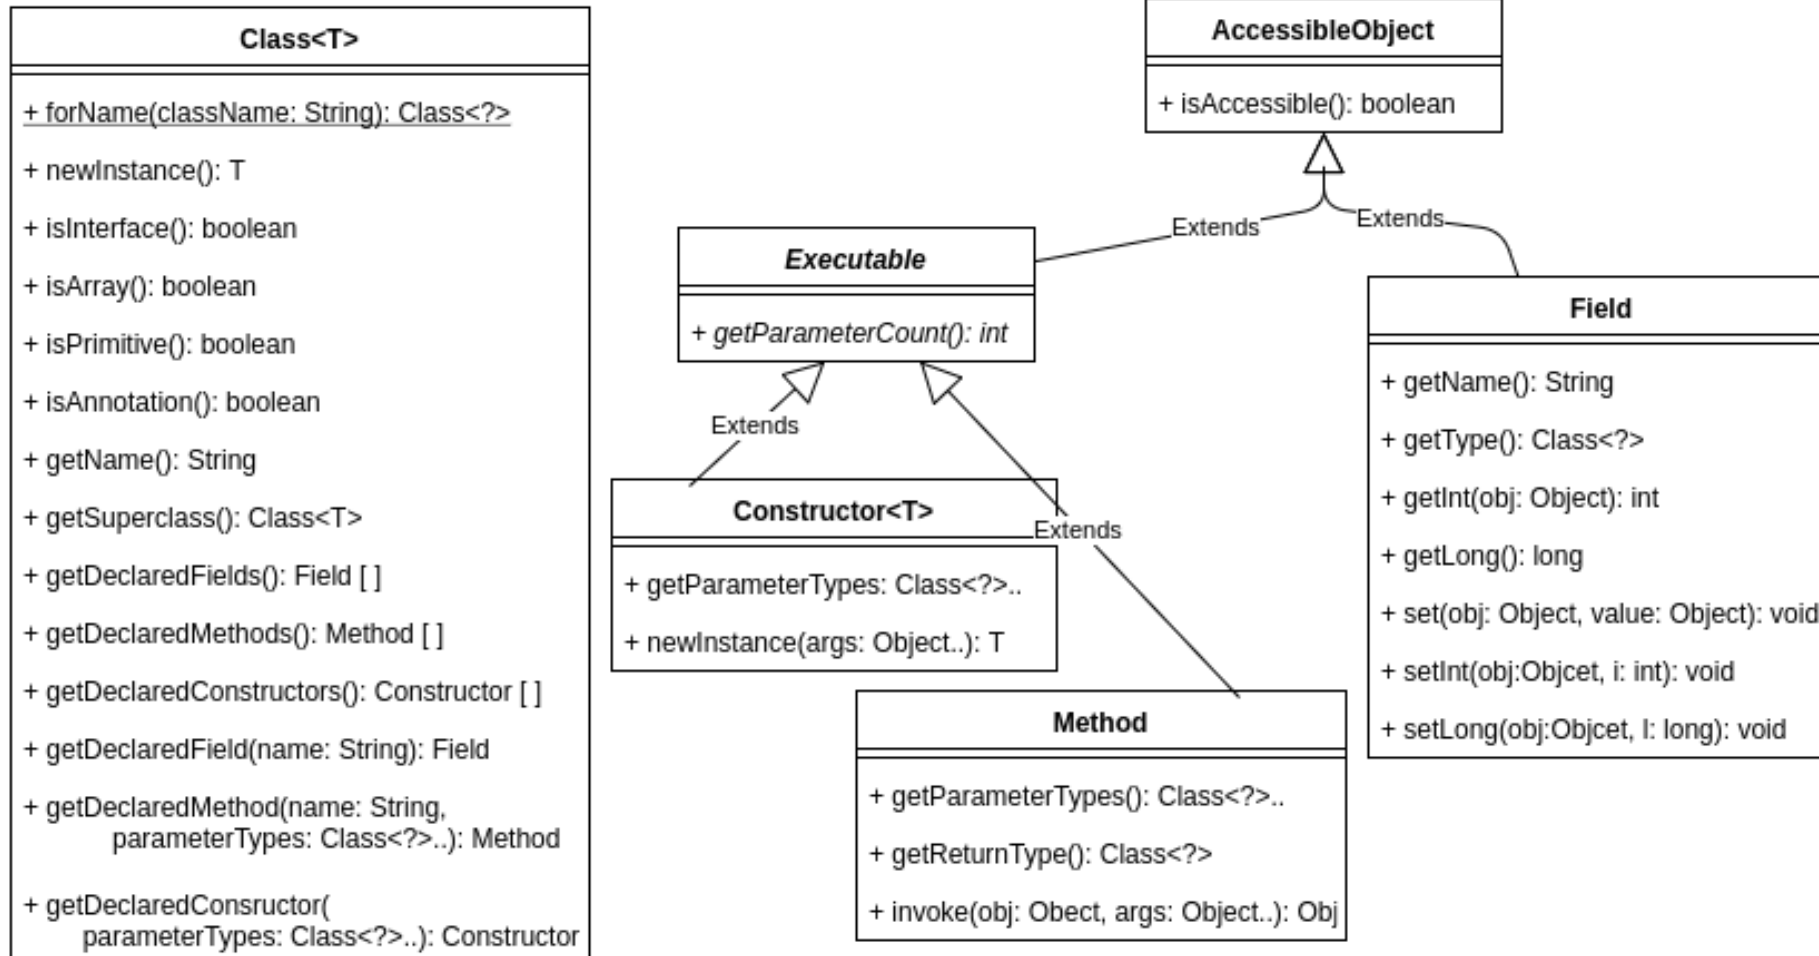 Class<T>
+ forName(className: String): Class<?>
+ newInstance(): T
+ isInterface(): boolean
+ isArray(): boolean
+ isPrimitive(): boolean
+ isAnnotation(): boolean
+ getName(): String
+ getSuperclass(): Class<T>
+ getDeclaredFields(): Field [ ]
+ getDeclaredMethods(): Method [ ]
+ getDeclaredConstructors(): Constructor [ ]
+ getDeclaredField(name: String): Field
+ getDeclaredMethod(name: String,
parameterTypes: Class<?>..): Method
+ getDeclaredConsructor(
parameterTypes: Class<?>..): Constructor
AccessibleObject
+ isAccessible(): boolean
Extends
Extends
Executable
+ getParameterCount(): int
Extends
Extends
Constructor<T>
+ getParameterTypes: Class<?>..
+ newInstance(args: Object..): T
Method
+ getParameterTypes(): Class<?>..
+ getReturnType(): Class<?>
+ invoke(obj: Obect, args: Object..): Obj
Field
+ getName(): String
+ getType(): Class<?>
+ getInt(obj: Object): int
+ getLong(): long
+ set(obj: Object, value: Object): void
+ setInt(obj:Objcet, i: int): void
+ setLong(obj:Objcet, l: long): void